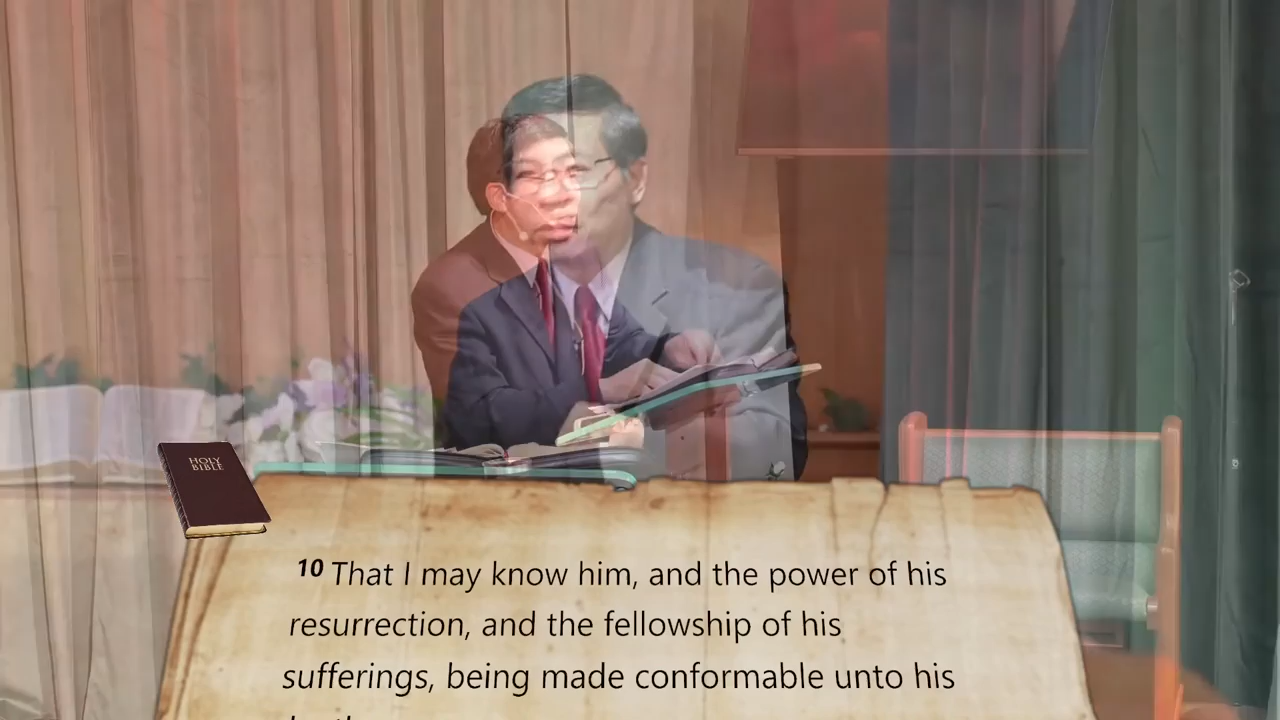 HOLY
BIBLE
10 That I may know him, and the power of his
resurrection, and the fellowship of his
sufferings, being made conformable unto his